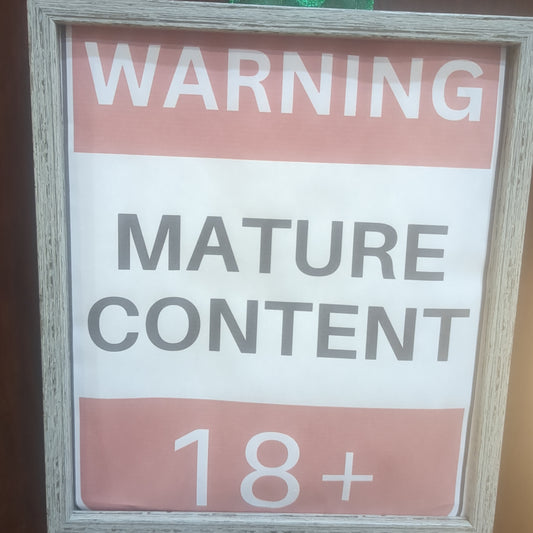 WARNING
MATURE
CONTENT
18+